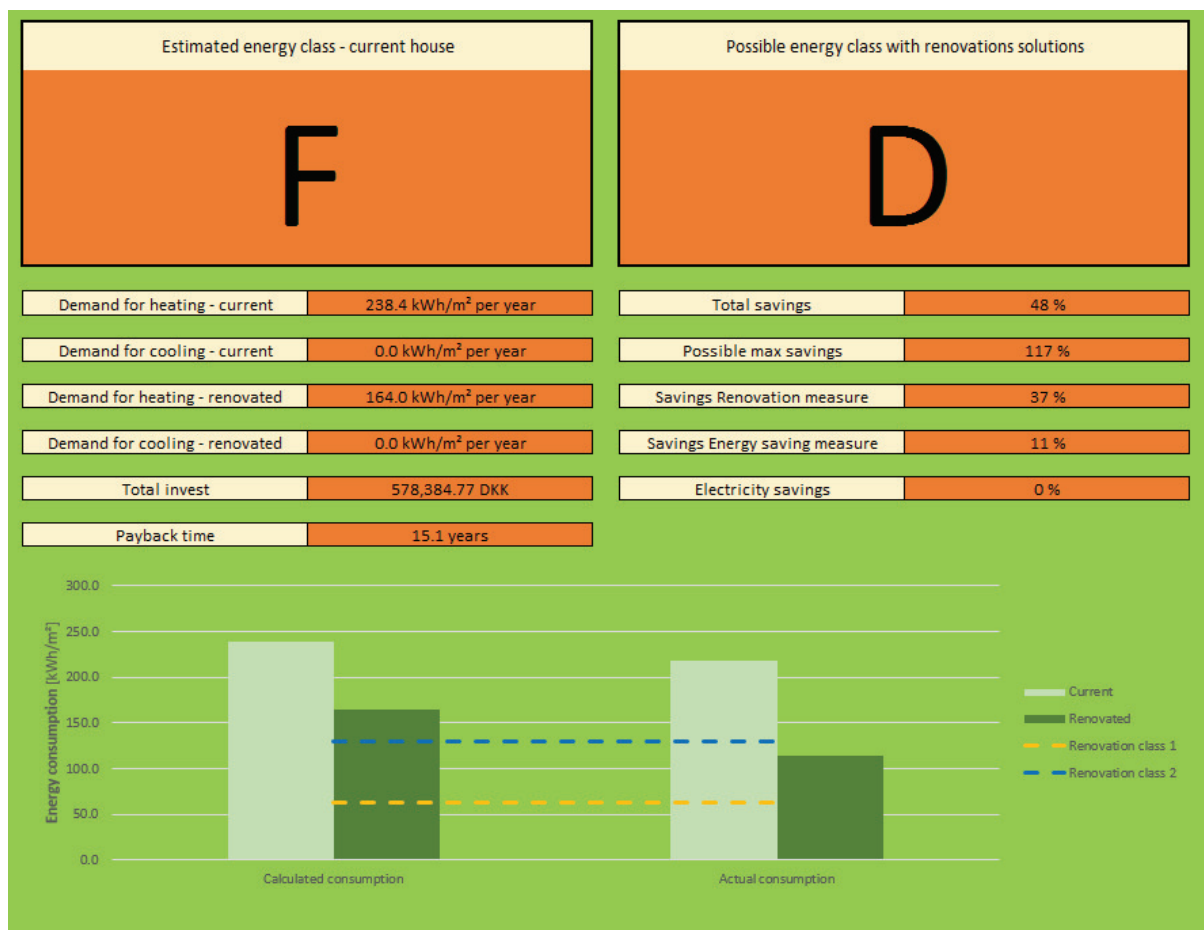 Estimated energy class - current house
F
Possible energy class with renovations solutions
D
Demand for heating - current 238.4 kWh/m² per year
Demand for cooling - current 0.0 kWh/m² per year
Demand for heating - renovated 164.0 kWh/m² per year
Demand for cooling - renovated 0.0 kWh/m² per year
Total invest 578,384.77 DKK
Payback time 15.1 years
Total savings 48 %
Possible max savings 117 %
Savings Renovation measure 37 %
Savings Energy saving measure 11 %
Electricity savings 0 %
Energy consumption [kWh/m²]
300.0
250.0
200.0
150.0
100.0
50.0
0.0
Calculated consumption
Actual consumption
Current
Renovated
Renovation class 1
Renovation class 2